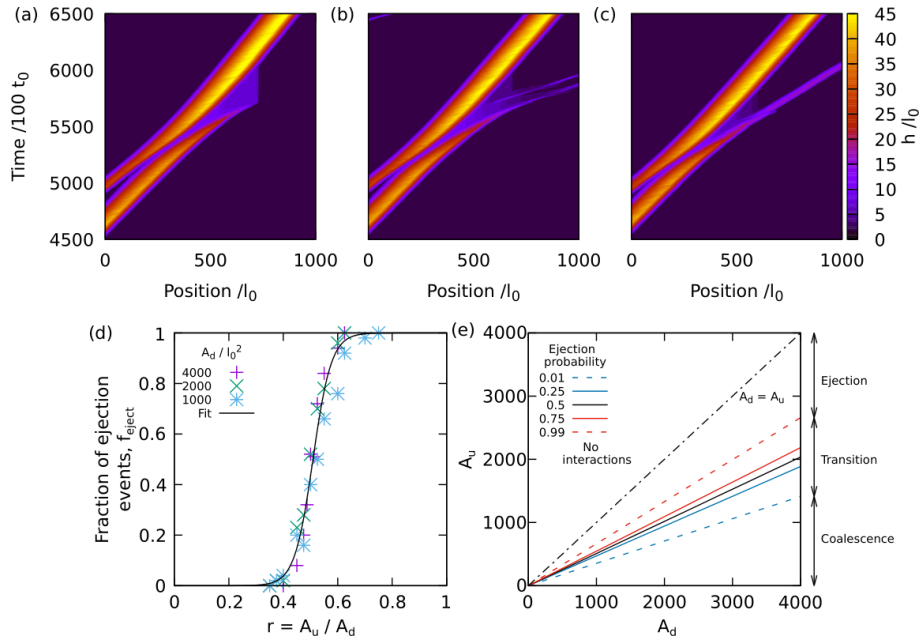 (a)
(b)
(c)
6500
6000
5500
5000
4500
Time /100 t0
0
500
1000
Position /l0
0
500
1000
Position /l0
0
500
1000
Position /l0
45
40
35
30
25
20
15
10
5
0
h /l0
(d)
1
0.8
0.6
0.4
0.2
0
Fraction of ejection
events, feject
Ad / l0²
4000
2000
1000
Fit
0
0.2
0.4
0.6
0.8
1
r = Au / Ad
(e)
4000
3000
2000
1000
0
Au
Ejection
probability
0.01
0.25
0.5
0.75
0.99
No
interactions
Ad = Au
Ejection
Transition
Coalescence
0
1000
2000
3000
4000
Ad